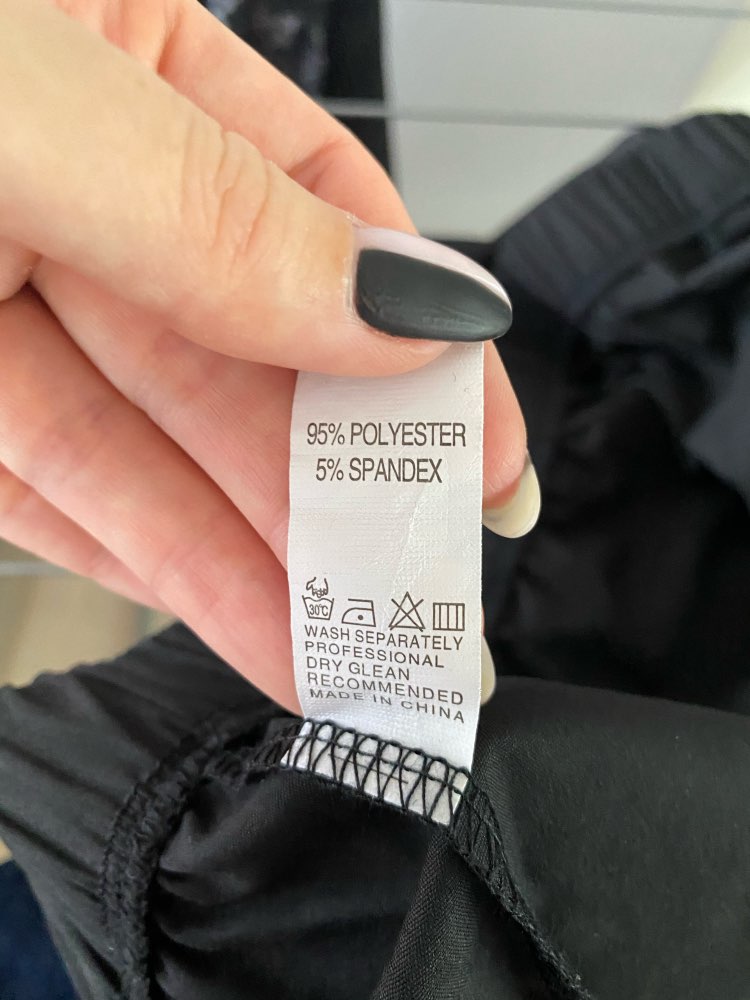 95% POLYESTER
5% SPANDEX
30°C
WASH SEPARATELY
PROFESSIONAL
DRY GLEAN
RECOMMENDED
MADE IN CHINA